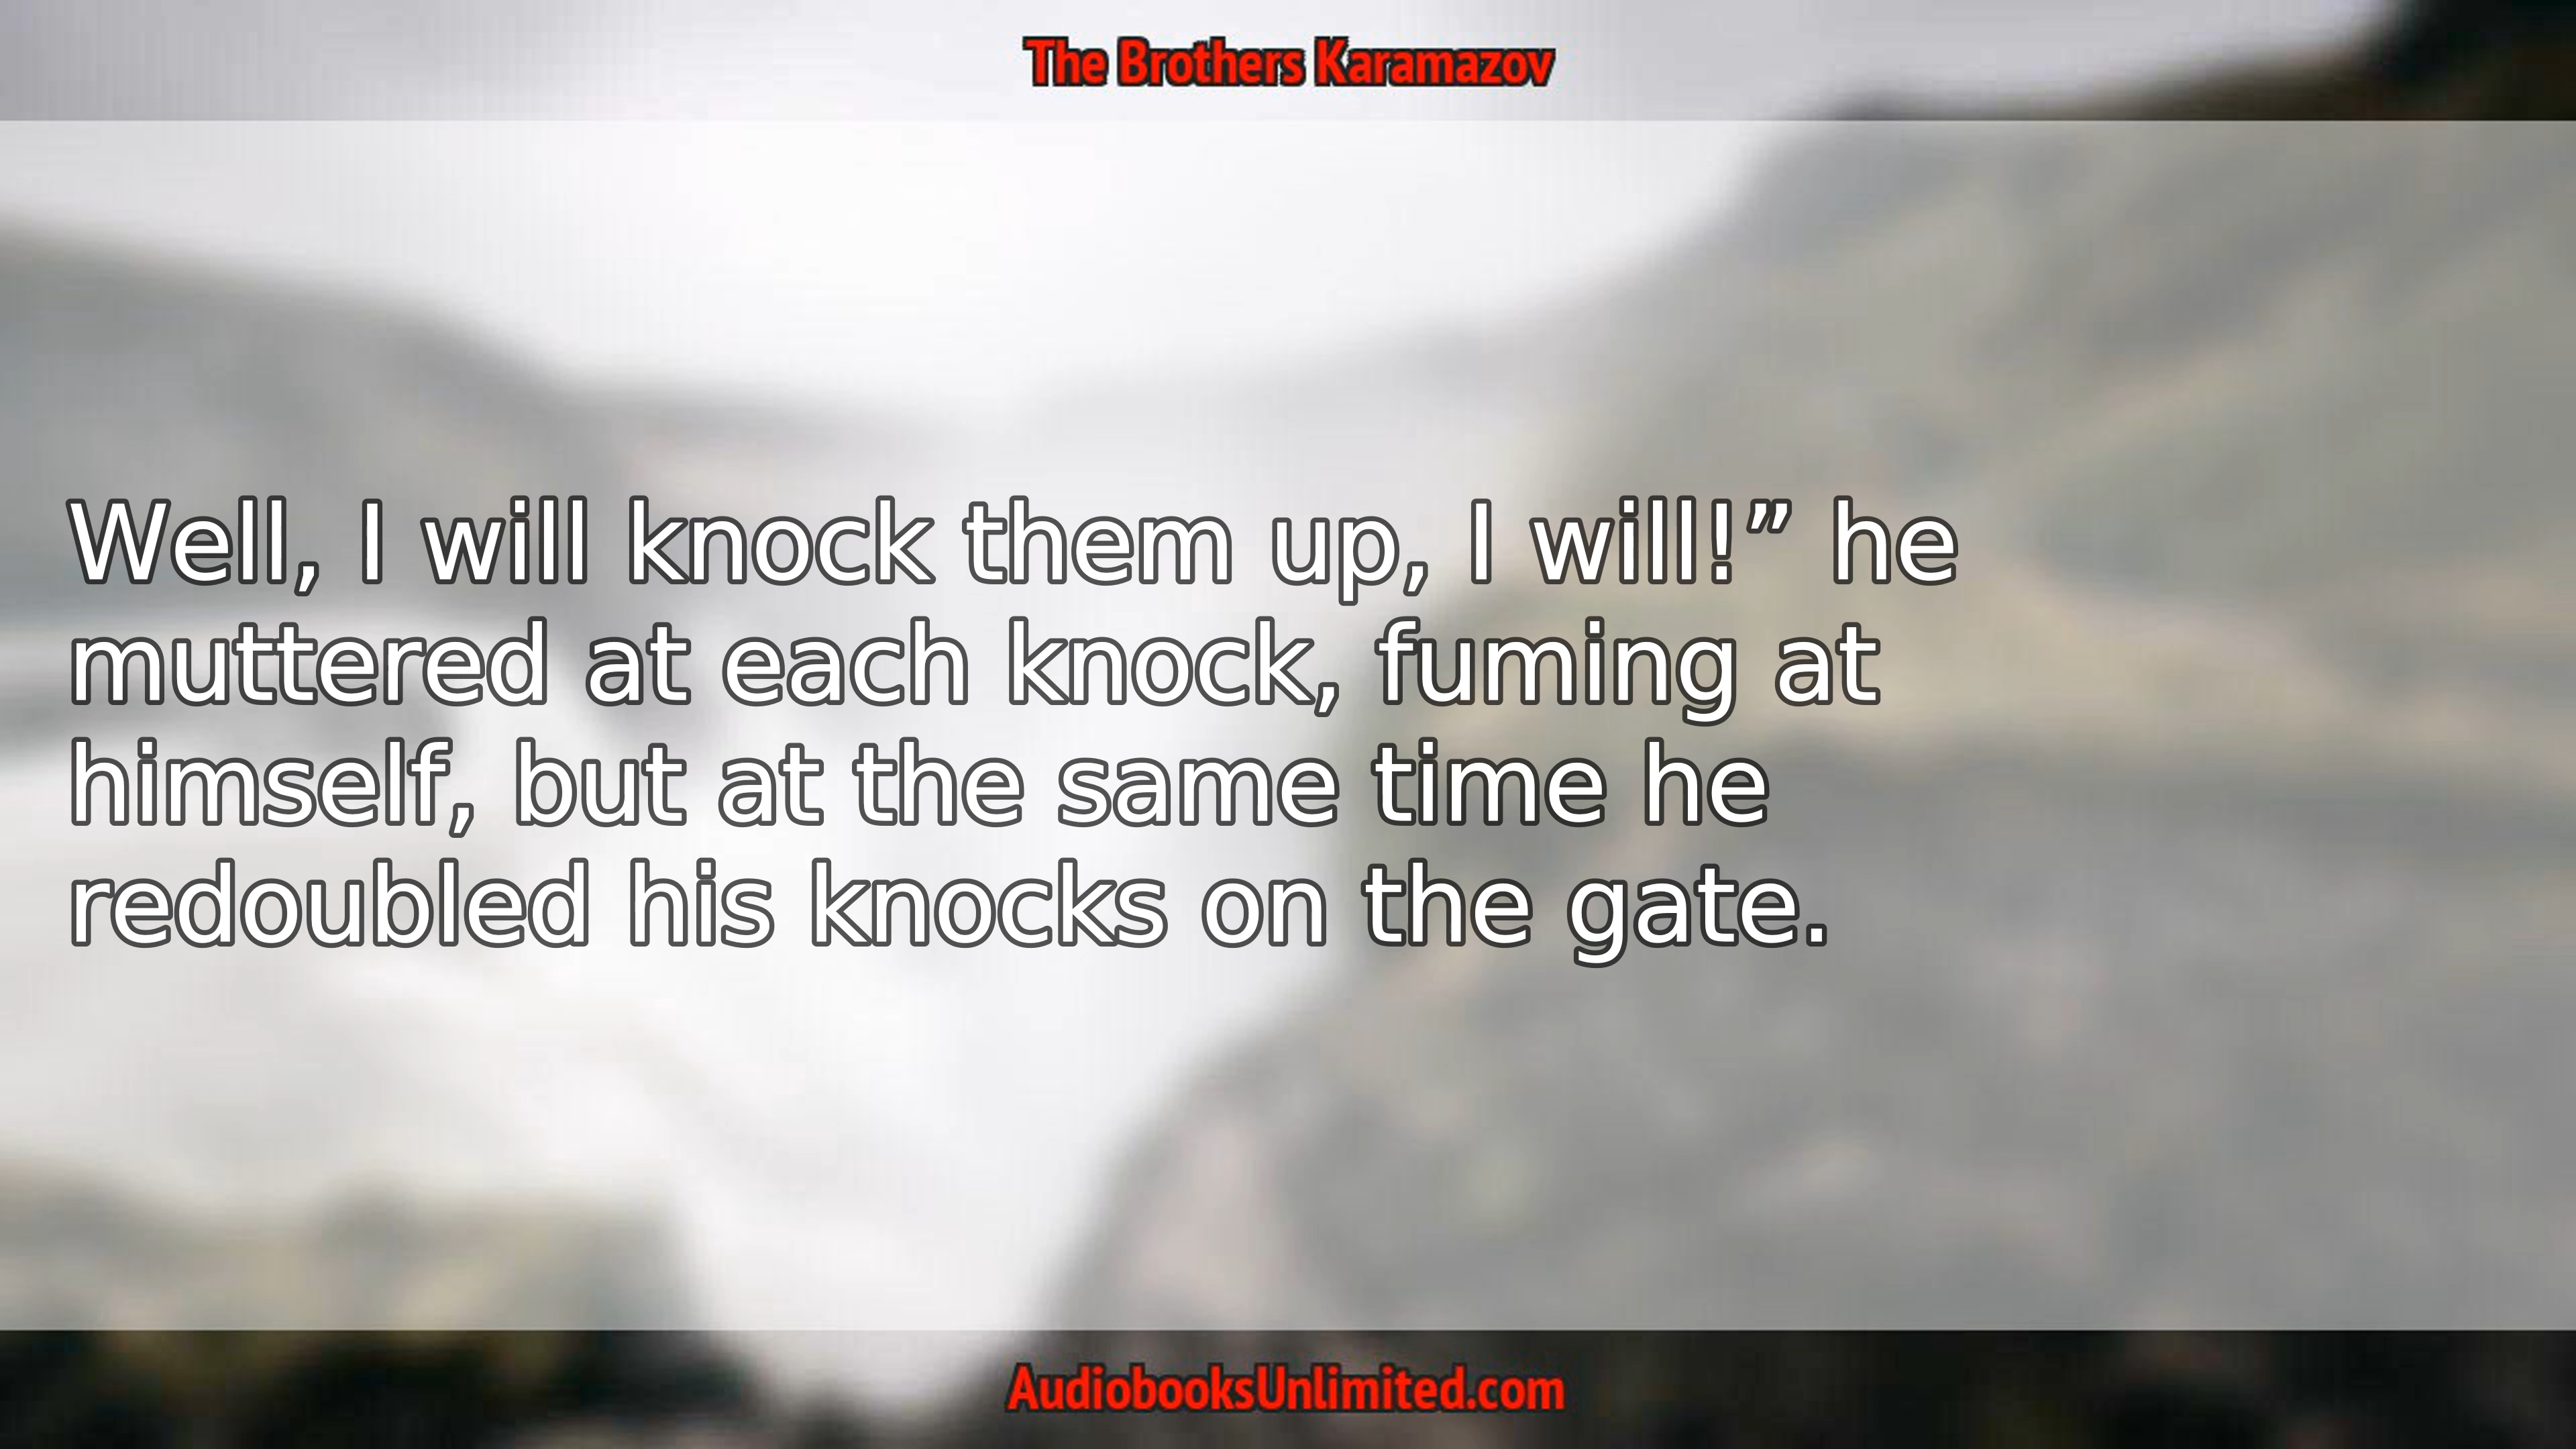 The Brothers Karamazov
Well, I will knock them up, I will!” he
muttered at each knock, fuming at
himself, but at the same time he
redoubled his knocks on the gate.
AudiobooksUnlimited.com